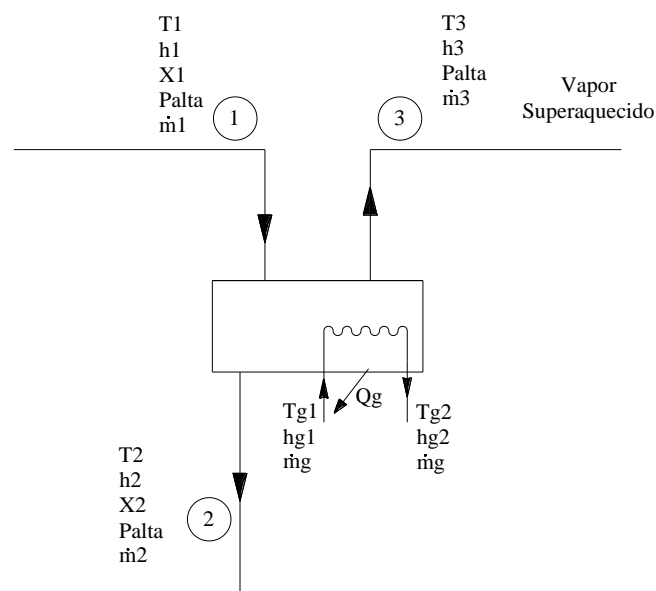 T1
h1
X1
Palta
ṁ1
1
T3
h3
Palta
ṁ3
3
Vapor
Superaquecido
Qg
Tg1
hg1
ṁg
Tg2
hg2
ṁg
T2
h2
X2
Palta
ṁ2
2